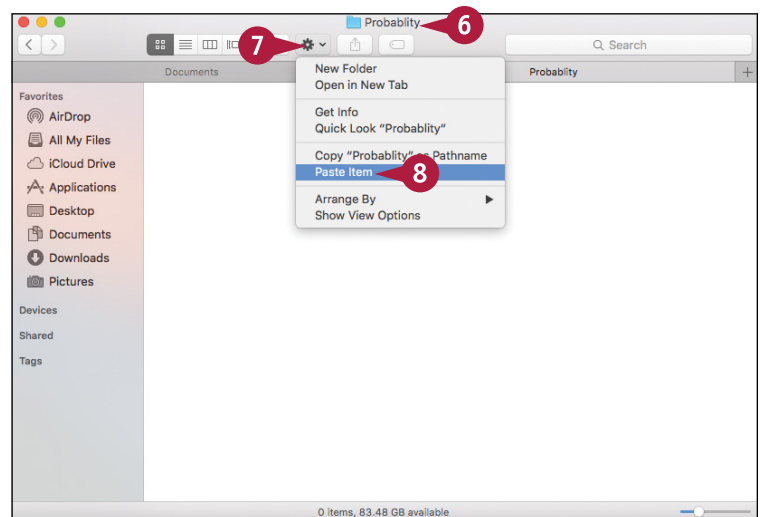 Probablity
6
7
Search
Documents
Probablity
New Folder
Open in New Tab
Get Info
Quick Look “Probablity”
Copy “Probablity” as Pathname
Paste Item
8
Arrange By
Show View Options
Favorites
AirDrop
All My Files
iCloud Drive
Applications
Desktop
Documents
Downloads
Pictures
Devices
Shared
Tags
0 items, 83.48 GB available